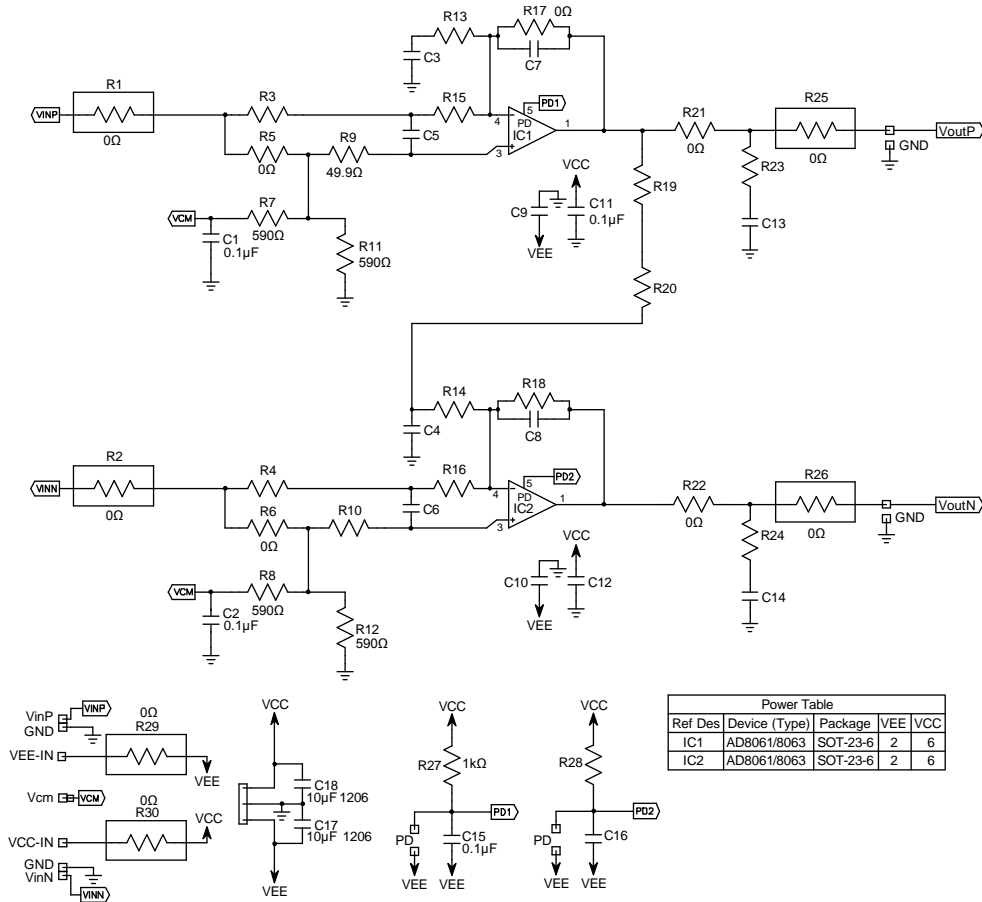 R13
R17 0Ω
C3
C7
R1
VINP
0Ω
R3
R15
R5
0Ω
R9
49.9Ω
C5
4
3
5
PD
IC1
1
PD1
R21
0Ω
R25
0Ω
VoutP
GND
R23
C13
R19
R20
VCM
R7
590Ω
C1
0.1µF
R11
590Ω
C9
VEE
VCC
C11
0.1µF
R14
R18
C4
C8
R2
VINN
0Ω
R4
R16
R6
0Ω
R10
C6
4
3
5
PD
IC2
1
PD2
R22
0Ω
R26
0Ω
VoutN
GND
R24
C14
VCM
R8
590Ω
C2
0.1µF
R12
590Ω
C10
VEE
VCC
C12
VinP
GND
VINP
VEE-IN
0Ω
R29
VEE
Vcm
VCM
0Ω
R30
VCC-IN
VCC
GND
VinN
VINN
VCC
C18
10µF 1206
C17
10µF 1206
VEE
VCC
R27
1kΩ
PD1
PD
C15
0.1µF
VEE
VEE
VCC
R28
PD2
PD
C16
VEE
VEE
Power Table
Ref Des Device (Type) Package VEE VCC
IC1 AD8061/8063 SOT-23-6 2 6
IC2 AD8061/8063 SOT-23-6 2 6